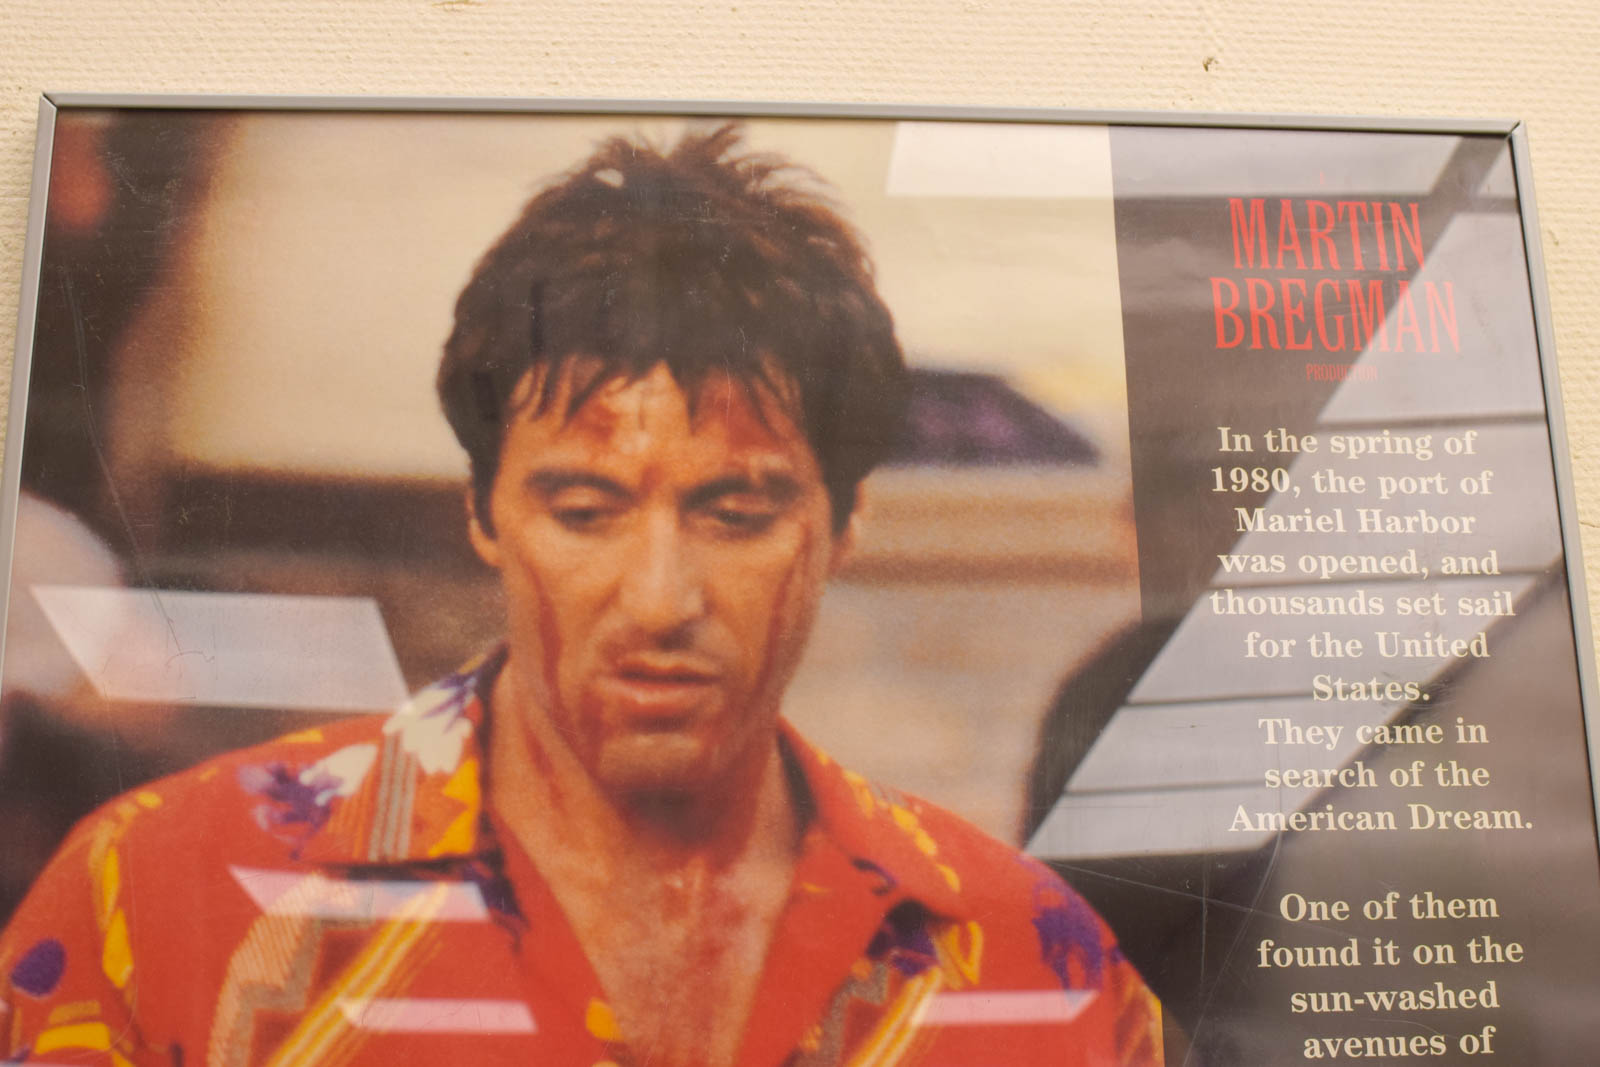 A
MARTIN
BREGMAN
PRODUCTION
In the spring of
1980, the port of
Mariel Harbor
was opened, and
thousands set sail
for the United
States.
They came in
search of the
American Dream.
One of them
found it on the
sun-washed
avenues of